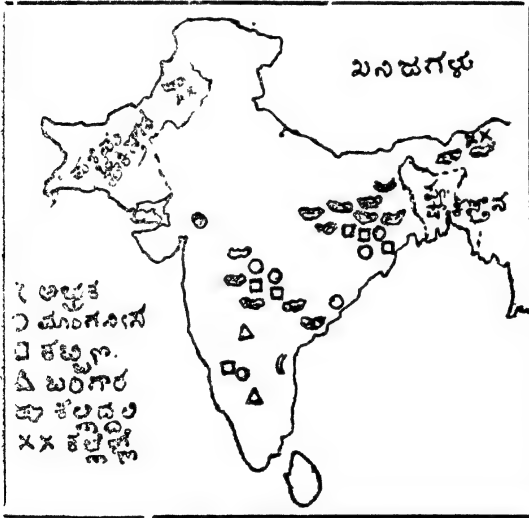 ಖನಿಜಗಳು
ಅಭ್ರಕ
ಮಾಂಗನೀಸ
ಕಬ್ಬಿಣ.
ಬಂಗಾರ
ಕಲ್ಲಿದ್ದಲಿ
×× ಕಲ್ಲೆಣ್ಣೆ